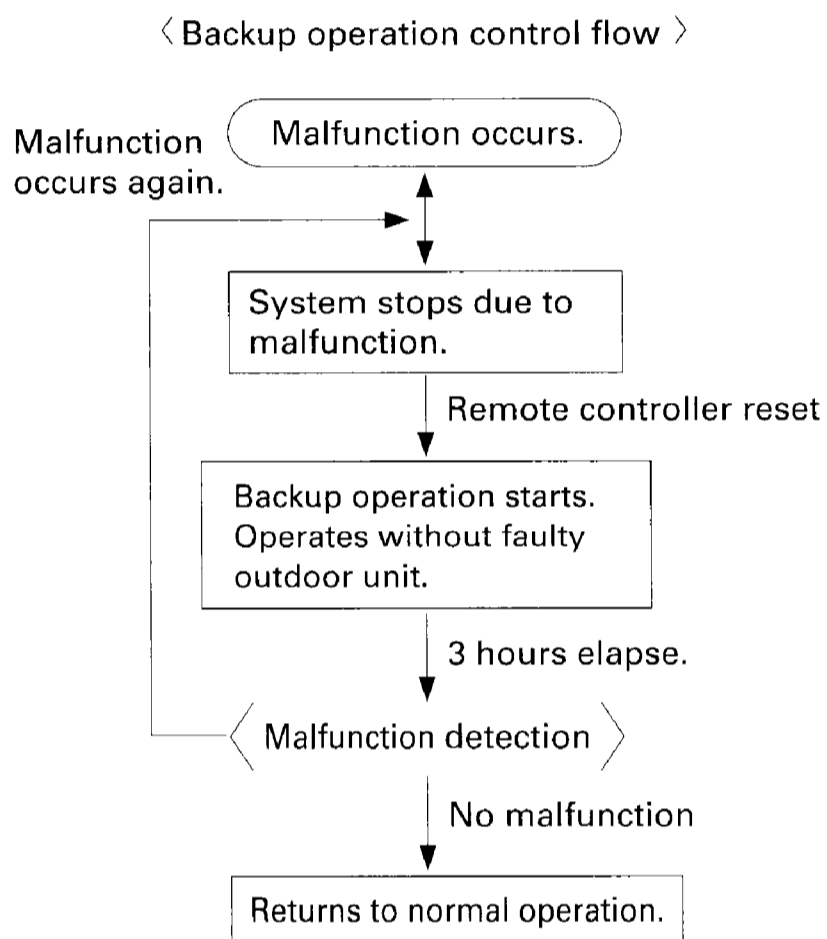 〈 Backup operation control flow 〉
Malfunction occurs.
Malfunction
occurs again.
System stops due to
malfunction.
Remote controller reset
Backup operation starts.
Operates without faulty
outdoor unit.
3 hours elapse.
Malfunction detection
No malfunction
Returns to normal operation.